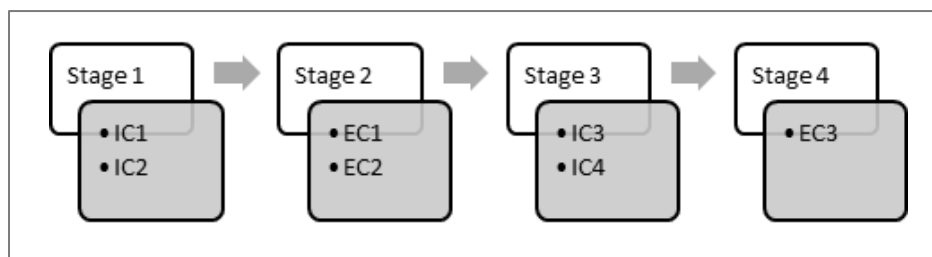 Stage 1
• IC1
• IC2
Stage 2
• EC1
• EC2
Stage 3
• IC3
• IC4
Stage 4
• EC3